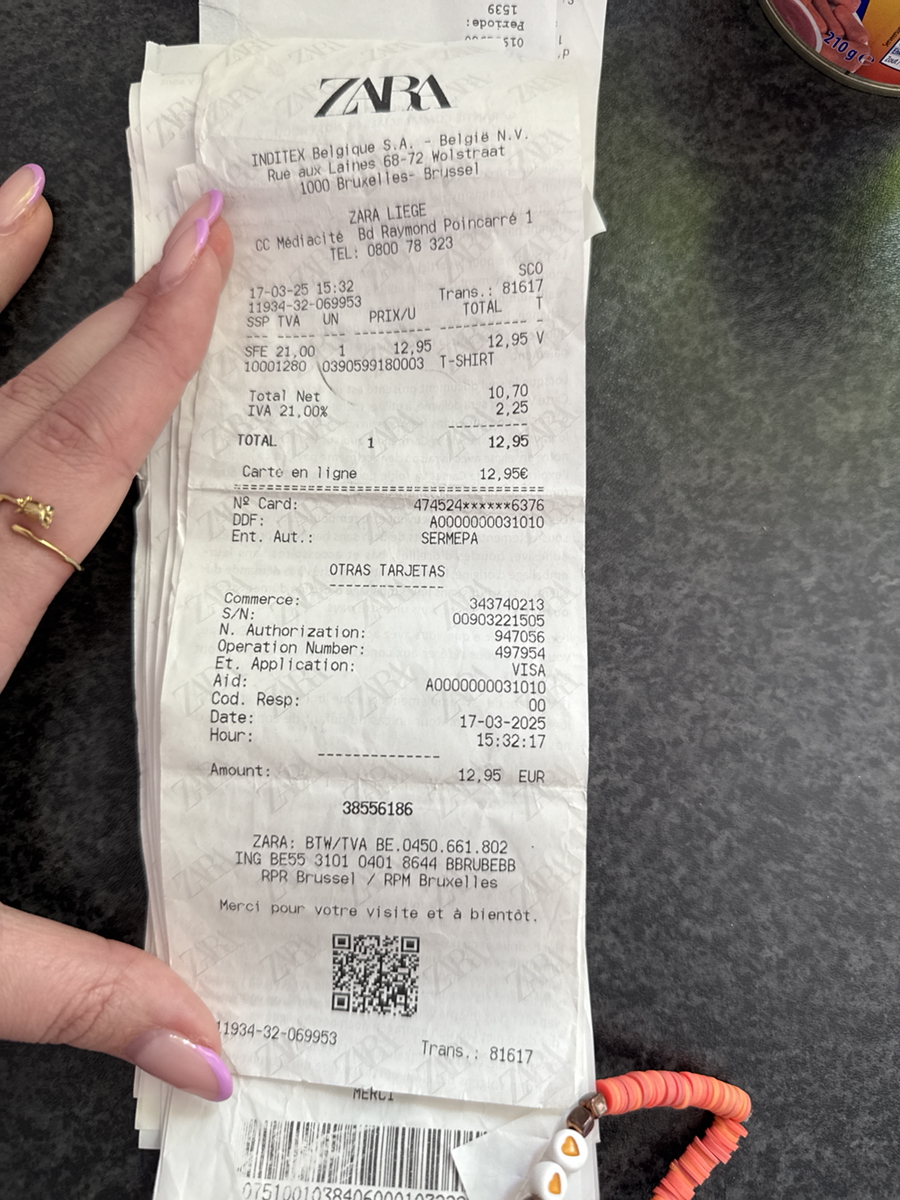 1539
Periode:
ZARA
INDITEX Belgique S.A. - België N.V.
Rue aux Laines 68-72 Wolstraat
1000 Bruxelles- Brussel
ZARA LIEGE
CC Médiacité Bd Raymond Poincarré 1
TEL: 0800 78 323
SCO
17-03-25 15:32 Trans.: 81617
11934-32-069953
SSP TVA UN PRIX/U TOTAL T
SFE 21,00 1 12,95 12,95 V
10001280 0390599180003 T-SHIRT
Total Net 10,70
IVA 21,00% 2,25
TOTAL 1 12,95
Carte en ligne 12,95€
Nº Card: 474524******6376
DDF: A0000000031010
Ent. Aut.: SERMEPA
OTRAS TARJETAS
Commerce: 343740213
S/N: 00903221505
N. Authorization: 947056
Operation Number: 497954
Et. Application: VISA
Aid: A0000000031010
Cod. Resp: 00
Date: 17-03-2025
Hour: 15:32:17
Amount: 12,95 EUR
38556186
ZARA: BTW/TVA BE.0450.661.802
ING BE55 3101 0401 8644 BBRUBEBB
RPR Brussel / RPM Bruxelles
Merci pour votre visite et à bientôt.
11934-32-069953 Trans.: 81617
MERCI
210g e